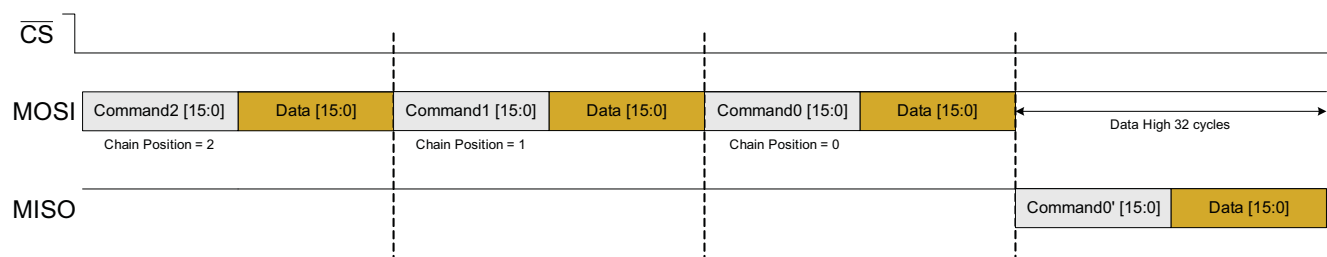 CS
MOSI Command2 [15:0] Data [15:0] Command1 [15:0] Data [15:0] Command0 [15:0] Data [15:0] Data High 32 cycles
Chain Position = 2 Chain Position = 1 Chain Position = 0
MISO Command0' [15:0] Data [15:0]